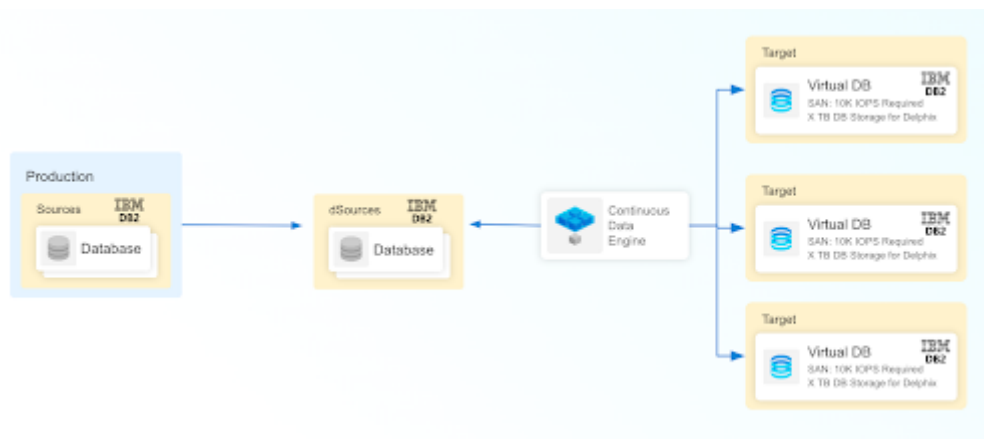 Production
Sources
IBM
DB2
Database
dSources
IBM
DB2
Database
Continuous
Data
Engine
Target
Virtual DB
IBM
DB2
SAN: 10K IOPS Required
X TB DB Storage for Delphix
Target
Virtual DB
IBM
DB2
SAN: 10K IOPS Required
X TB DB Storage for Delphix
Target
Virtual DB
IBM
DB2
SAN: 10K IOPS Required
X TB DB Storage for Delphix